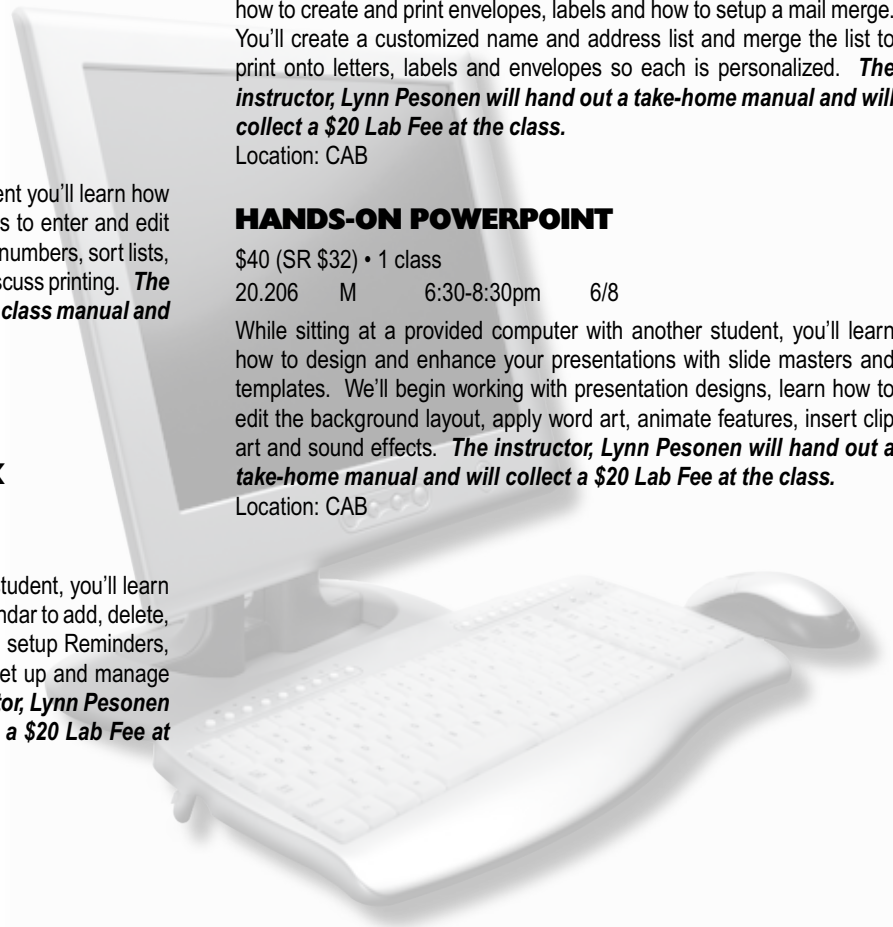 ent you'll learn how
s to enter and edit
numbers, sort lists,
scuss printing. The
class manual and
K
student, you'll learn
ndar to add, delete,
setup Reminders,
et up and manage
tor, Lynn Pesonen
a $20 Lab Fee at
how to create and print envelopes, labels and how to setup a mail merge.
You'll create a customized name and address list and merge the list to
print onto letters, labels and envelopes so each is personalized. The
instructor, Lynn Pesonen will hand out a take-home manual and will
collect a $20 Lab Fee at the class.
Location: CAB
HANDS-ON POWERPOINT
$40 (SR $32) • 1 class
20.206 M 6:30-8:30pm 6/8
While sitting at a provided computer with another student, you'll learn
how to design and enhance your presentations with slide masters and
templates. We'll begin working with presentation designs, learn how to
edit the background layout, apply word art, animate features, insert clip
art and sound effects. The instructor, Lynn Pesonen will hand out a
take-home manual and will collect a $20 Lab Fee at the class.
Location: CAB